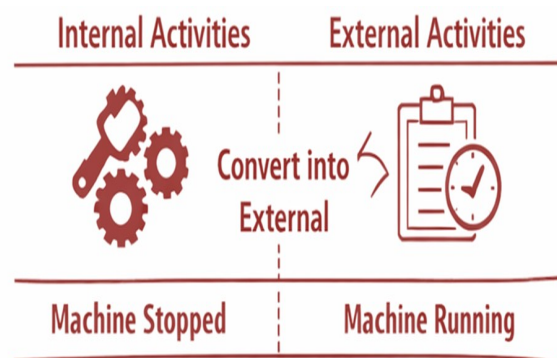 Internal Activities
External Activities
Convert into
External
Machine Stopped
Machine Running